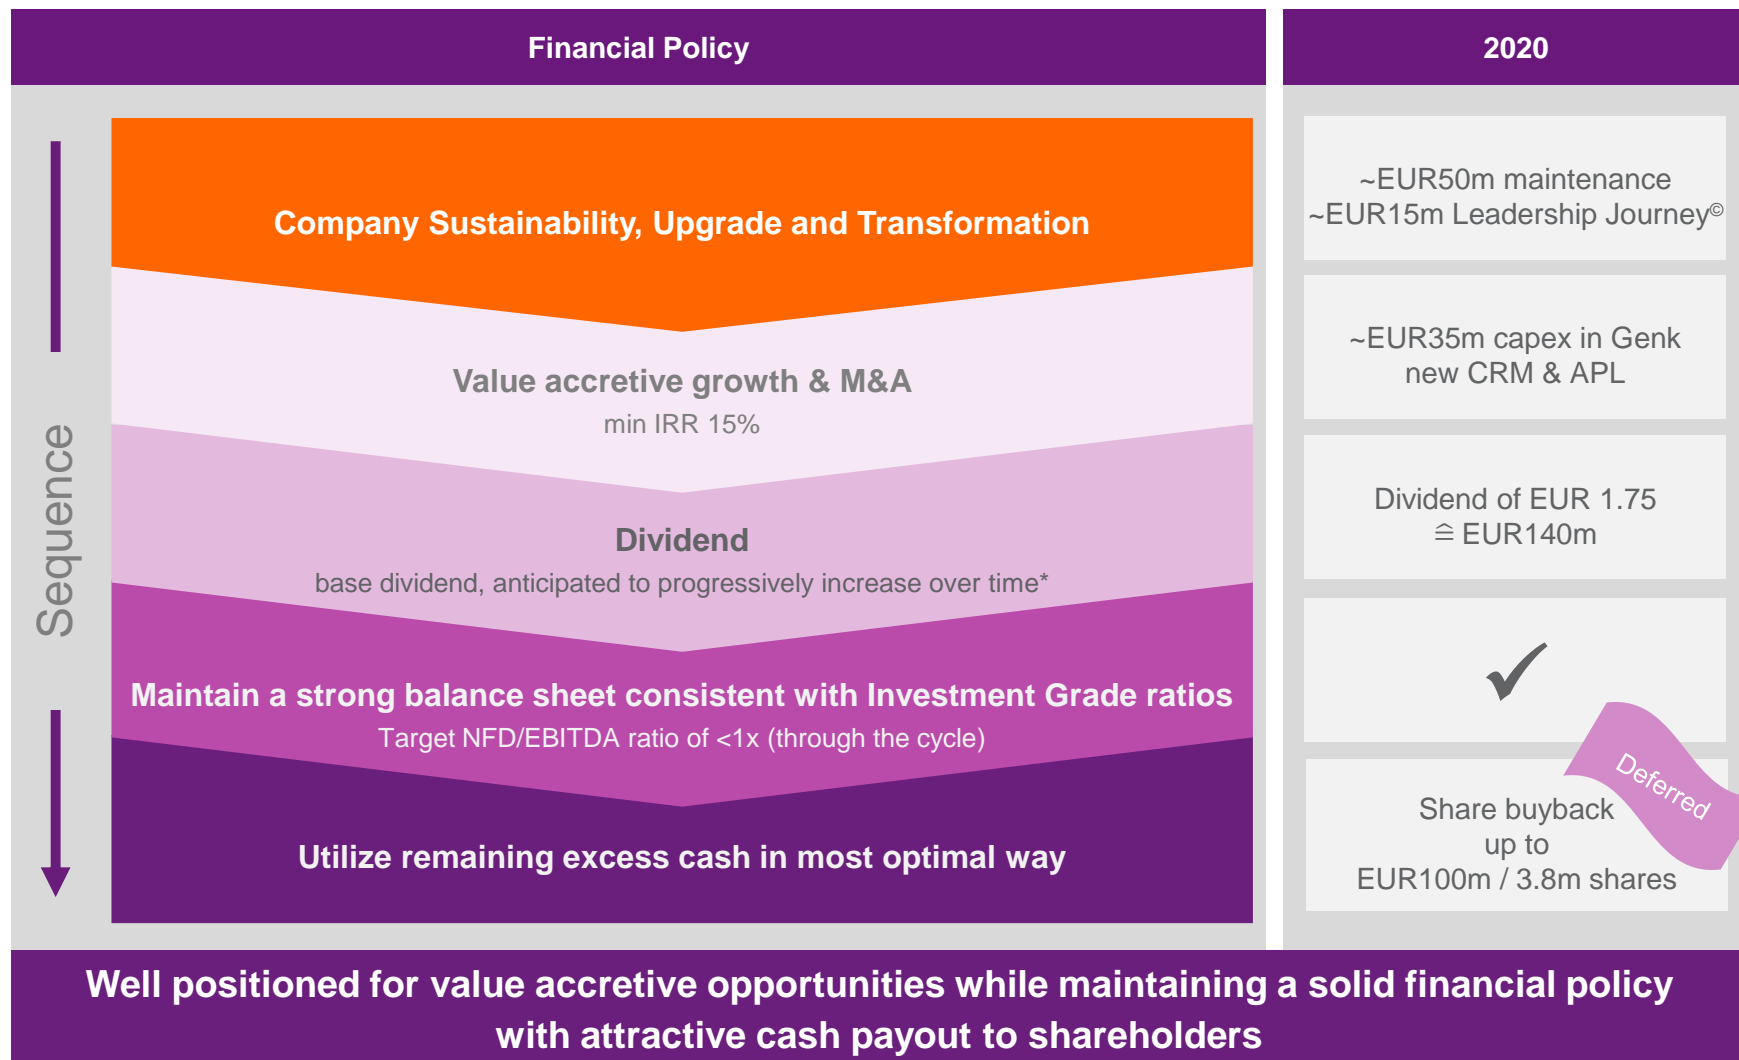 Financial Policy
2020
Sequence
Company Sustainability, Upgrade and Transformation
~EUR50m maintenance
~EUR15m Leadership Journey©
Value accretive growth & M&A
min IRR 15%
~EUR35m capex in Genk
new CRM & APL
Dividend
base dividend, anticipated to progressively increase over time*
Dividend of EUR 1.75
≙ EUR140m
Maintain a strong balance sheet consistent with Investment Grade ratios
Target NFD/EBITDA ratio of <1x (through the cycle)
✓
Utilize remaining excess cash in most optimal way
Deferred
Share buyback
up to
EUR100m / 3.8m shares
Well positioned for value accretive opportunities while maintaining a solid financial policy
with attractive cash payout to shareholders